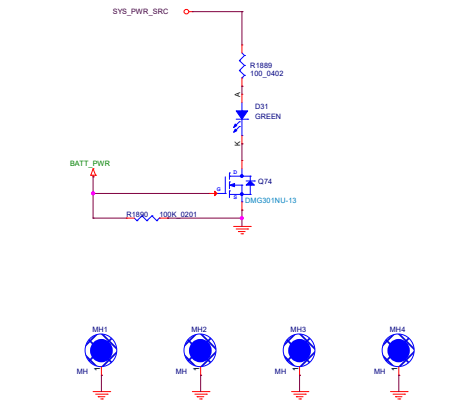 SYS_PWR_SRC
R1889
100_0402
A
D31
GREEN
K
BATT_PWR
D
Q74
G
S
DMG301NU-13
R1890 100K_0201
MH1 MH2 MH3 MH4
MH MH MH MH